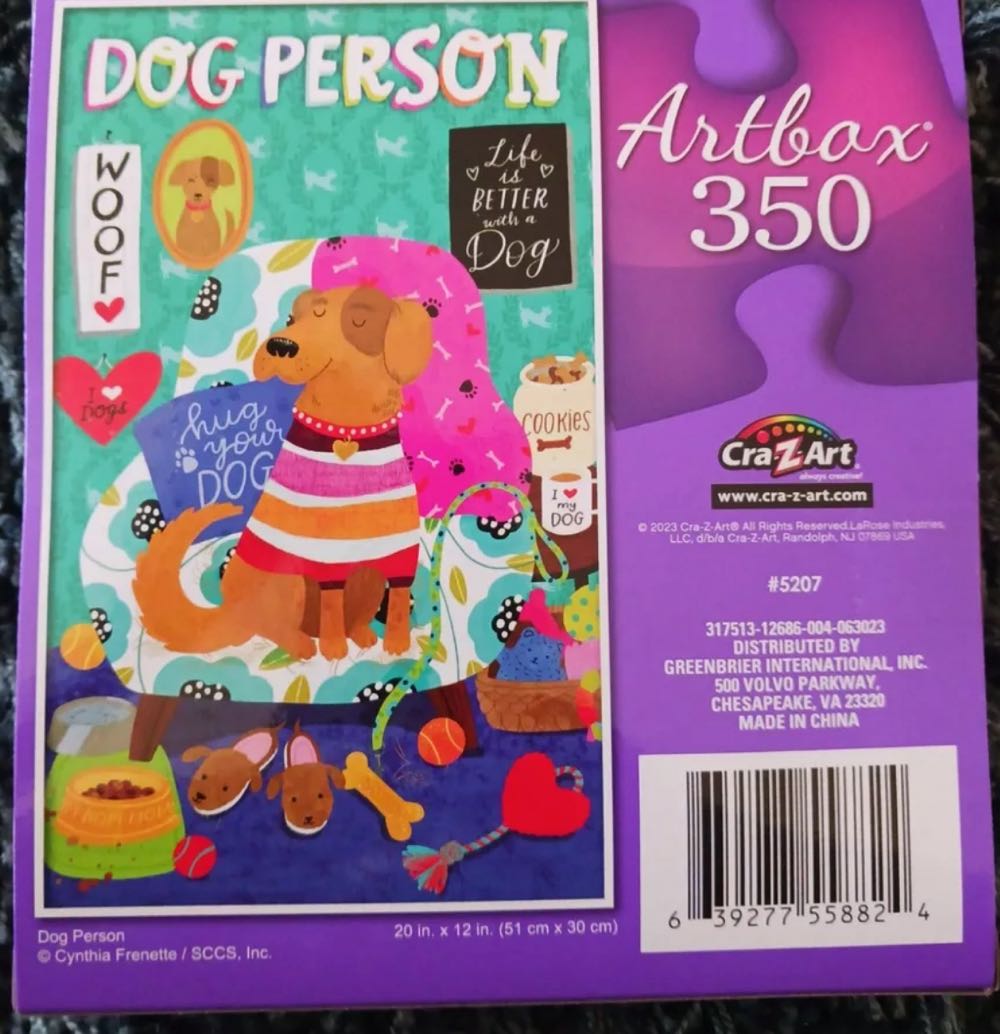 DOG PERSON
WOOF
Life
is
BETTER
with a
Dog
I
Dogs
hug
your
DOG
COOKIES
I
my
DOG
Artbox®
350
Cra-Z-Art®
always creative!
www.cra-z-art.com
© 2023 Cra-Z-Art® All Rights Reserved.LaRose Industries,
LLC, d/b/a Cra-Z-Art, Randolph, NJ 07869 USA
#5207
317513-12686-004-063023
DISTRIBUTED BY
GREENBRIER INTERNATIONAL, INC.
500 VOLVO PARKWAY,
CHESAPEAKE, VA 23320
MADE IN CHINA
6 39277 55882 4
Dog Person
© Cynthia Frenette / SCCS, Inc.
20 in. x 12 in. (51 cm x 30 cm)